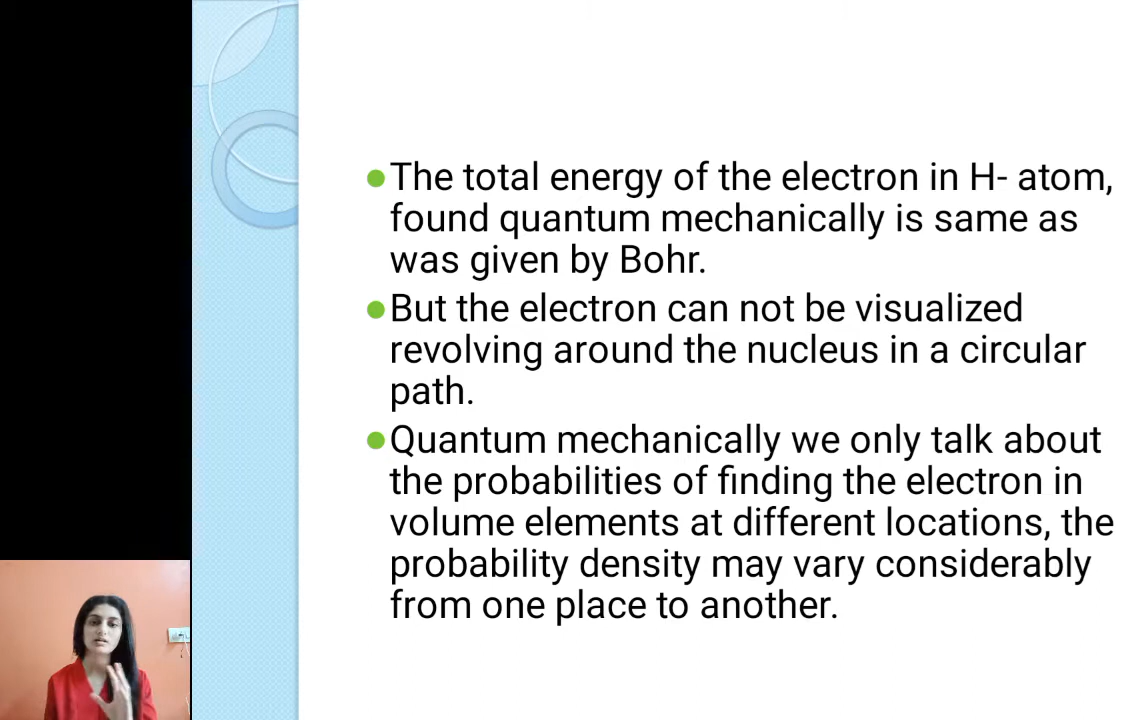 The total energy of the electron in H- atom,
found quantum mechanically is same as
was given by Bohr.
But the electron can not be visualized
revolving around the nucleus in a circular
path.
Quantum mechanically we only talk about
the probabilities of finding the electron in
volume elements at different locations, the
probability density may vary considerably
from one place to another.